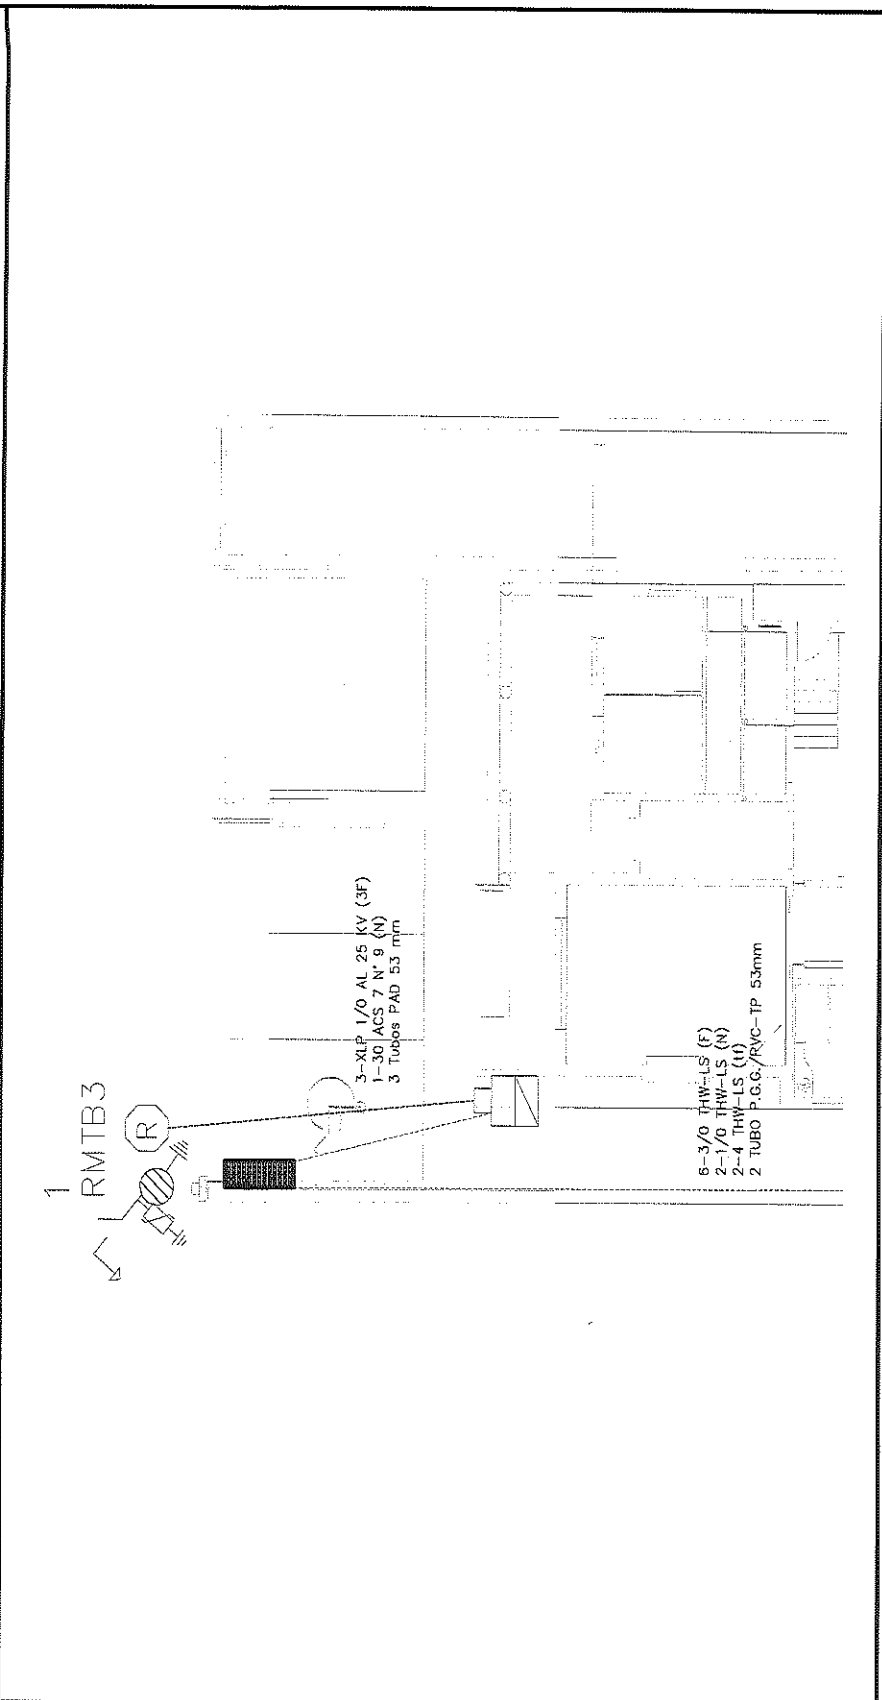 1
RMTB3
R
3-XLP 1/0 AL 25 KV (3F)
1-30 ACS 7 N° 9 (N)
3 Tubos PAD 53 mm
6-3/0 THW-LS (F)
2-1/0 THW-LS (N)
2-4 THW-LS (tf)
2 TUBO P.G.G./PVC-TP 53mm